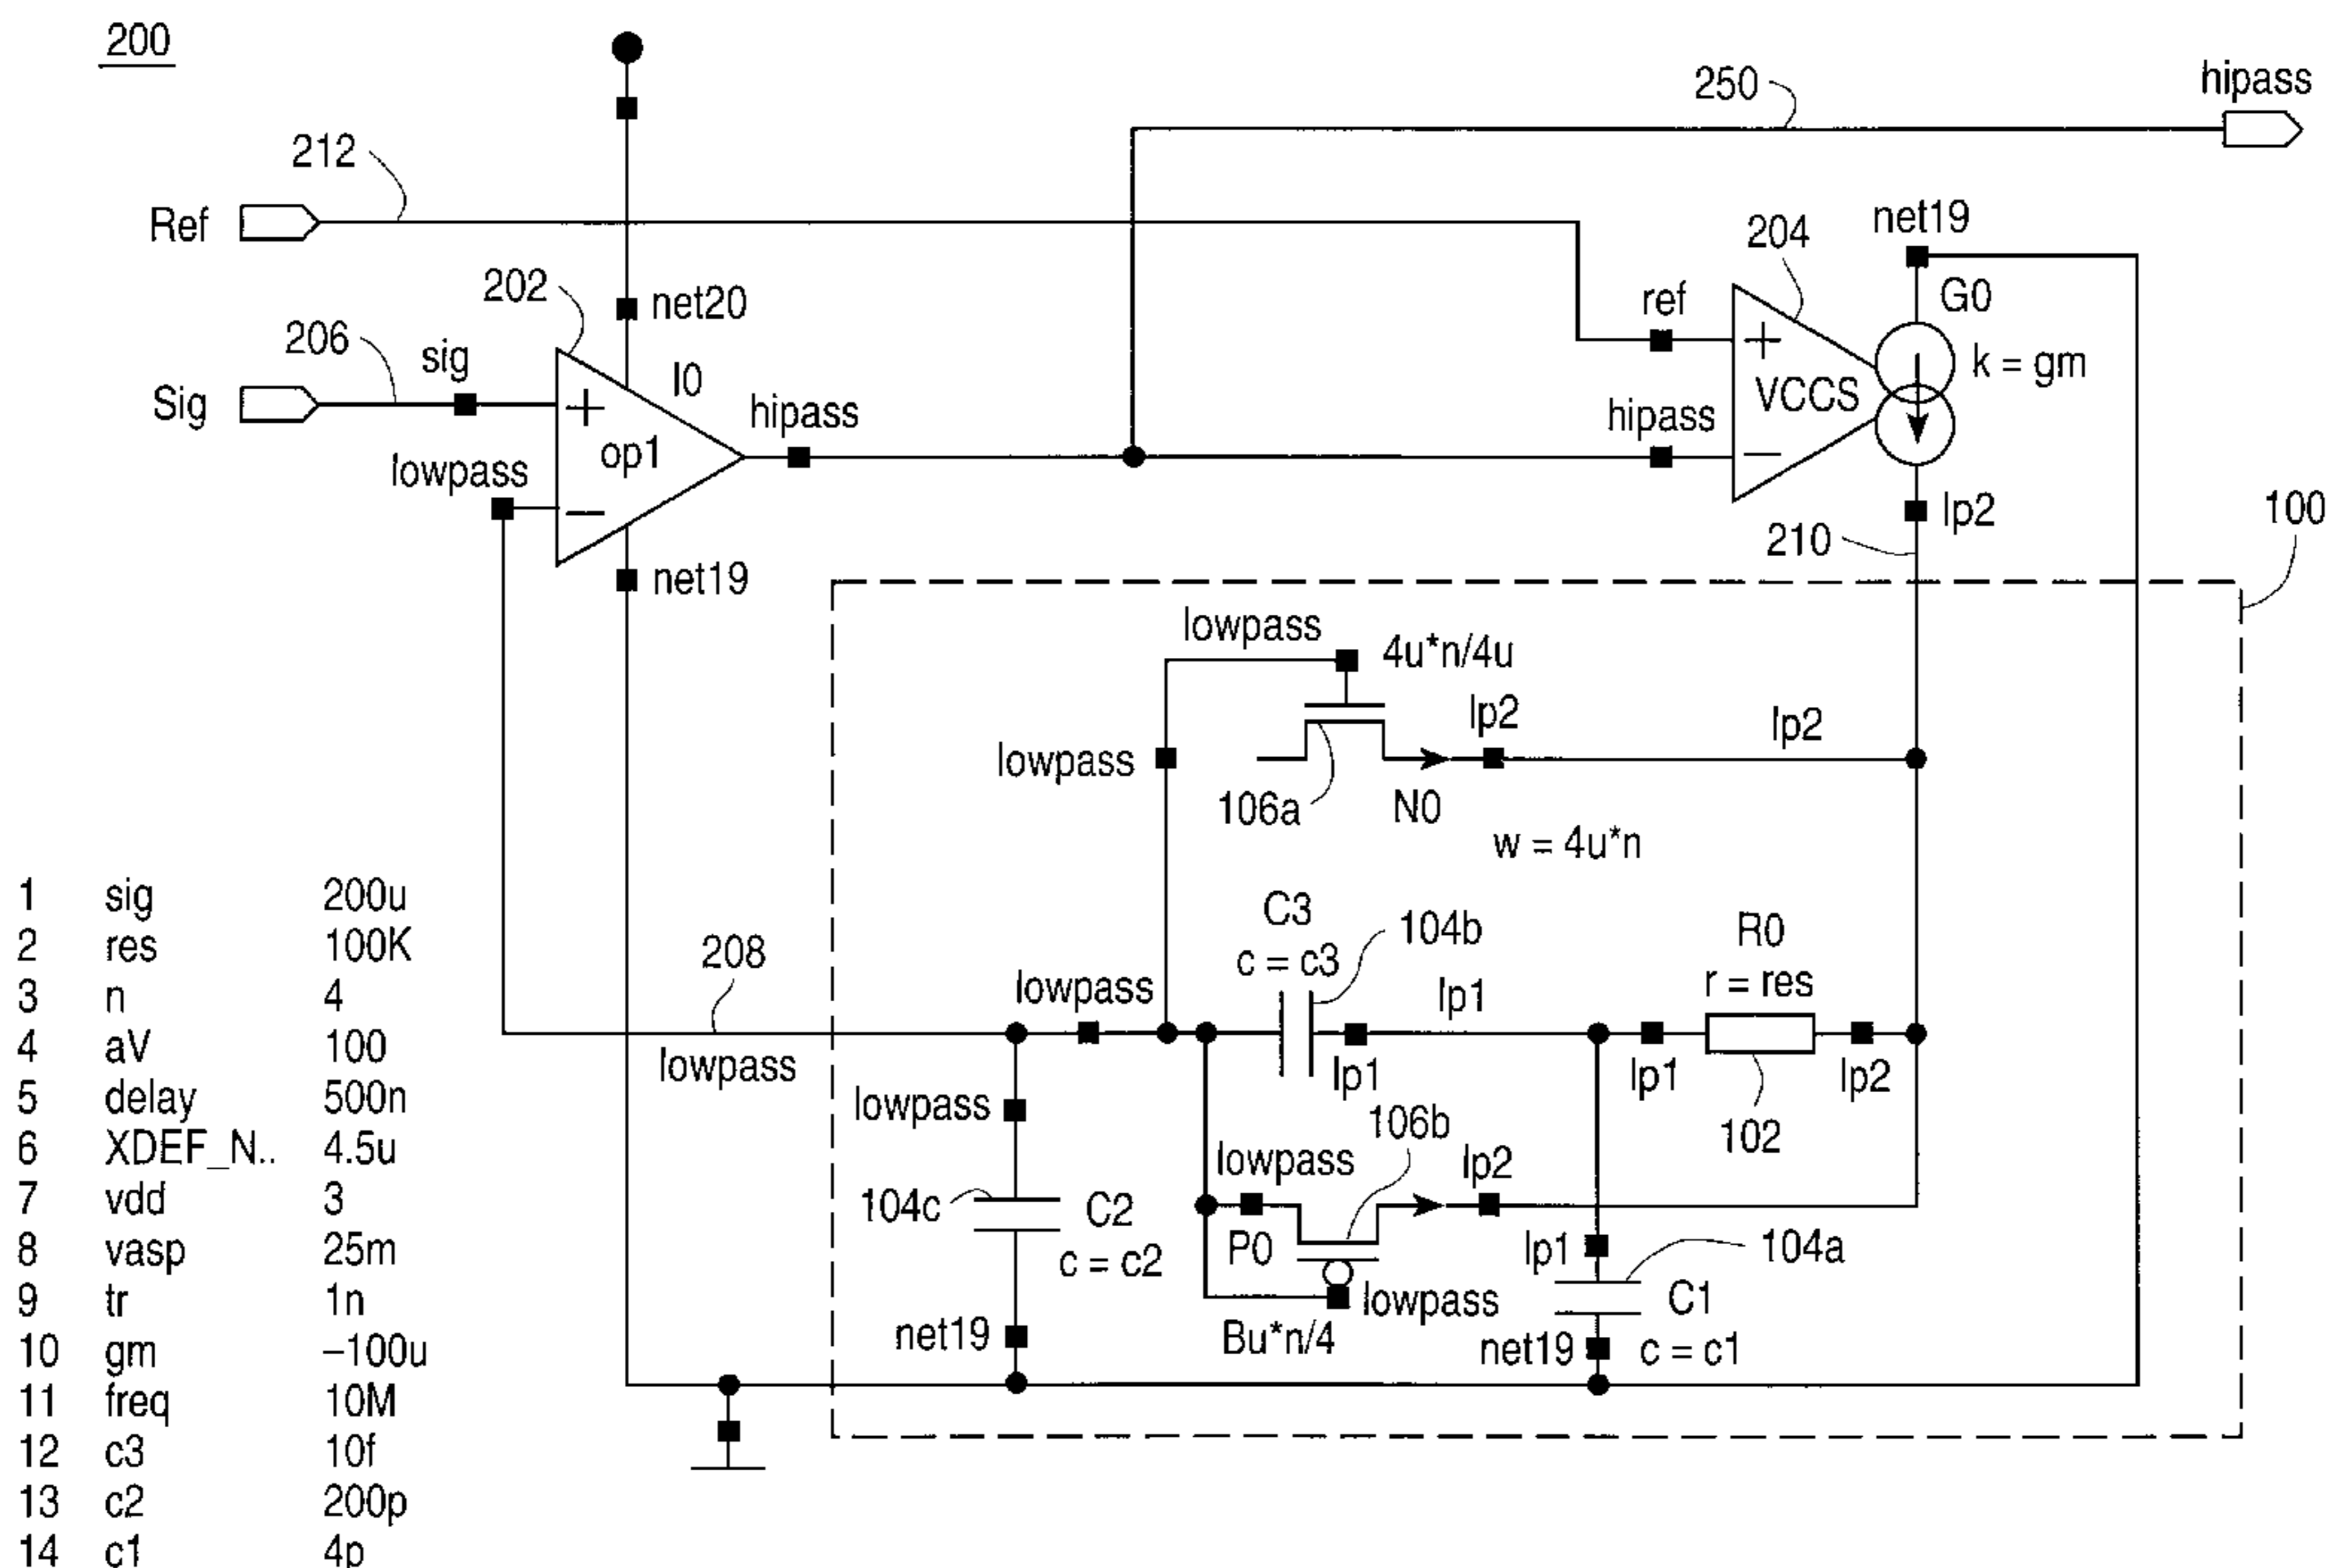 200
hipass
250
212
Ref
net19
204
202
net20
ref
G0
206
sig
I0
k = gm
Sig
+
+
VCCS
hipass
hipass
op1
lowpass
−
−
lp2
100
210
net19
lowpass
4u*n/4u
lp2
lp2
lowpass
106a
N0
w = 4u*n
C3
104b
R0
c = c3
r = res
208
lowpass
lp1
lowpass
lp1
lp1
lp2
lowpass
106b
102
lowpass
lp2
104c
C2
P0
lp1
104a
c = c2
lowpass
C1
net19
Bu*n/4
net19
c = c1
1 sig 200u
2 res 100K
3 n 4
4 aV 100
5 delay 500n
6 XDEF_N.. 4.5u
7 vdd 3
8 vasp 25m
9 tr 1n
10 gm −100u
11 freq 10M
12 c3 10f
13 c2 200p
14 c1 4p